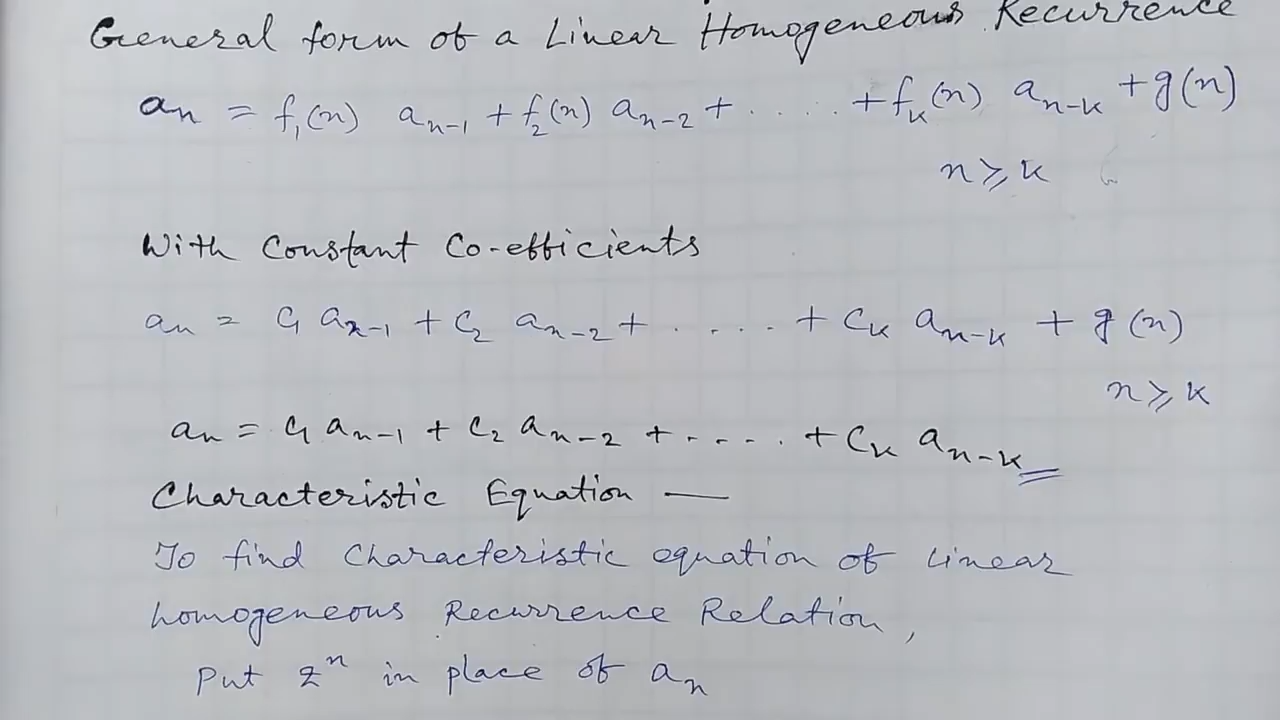 General form of a Linear Homogeneous Recurrence
aₙ = f₁(n) aₙ₋₁ + f₂(n) aₙ₋₂ + ..... + fₖ(n) aₙ₋ₖ + g(n)
n ≥ k
With Constant Co-efficients
aₙ = c₁ aₙ₋₁ + c₂ aₙ₋₂ + ..... + cₖ aₙ₋ₖ + g(n)
n ≥ k
aₙ = c₁ aₙ₋₁ + c₂ aₙ₋₂ + ..... + cₖ aₙ₋ₖ
Characteristic Equation —
To find Characteristic equation of Linear
homogeneous Recurrence Relation,
Put zⁿ in place of aₙ